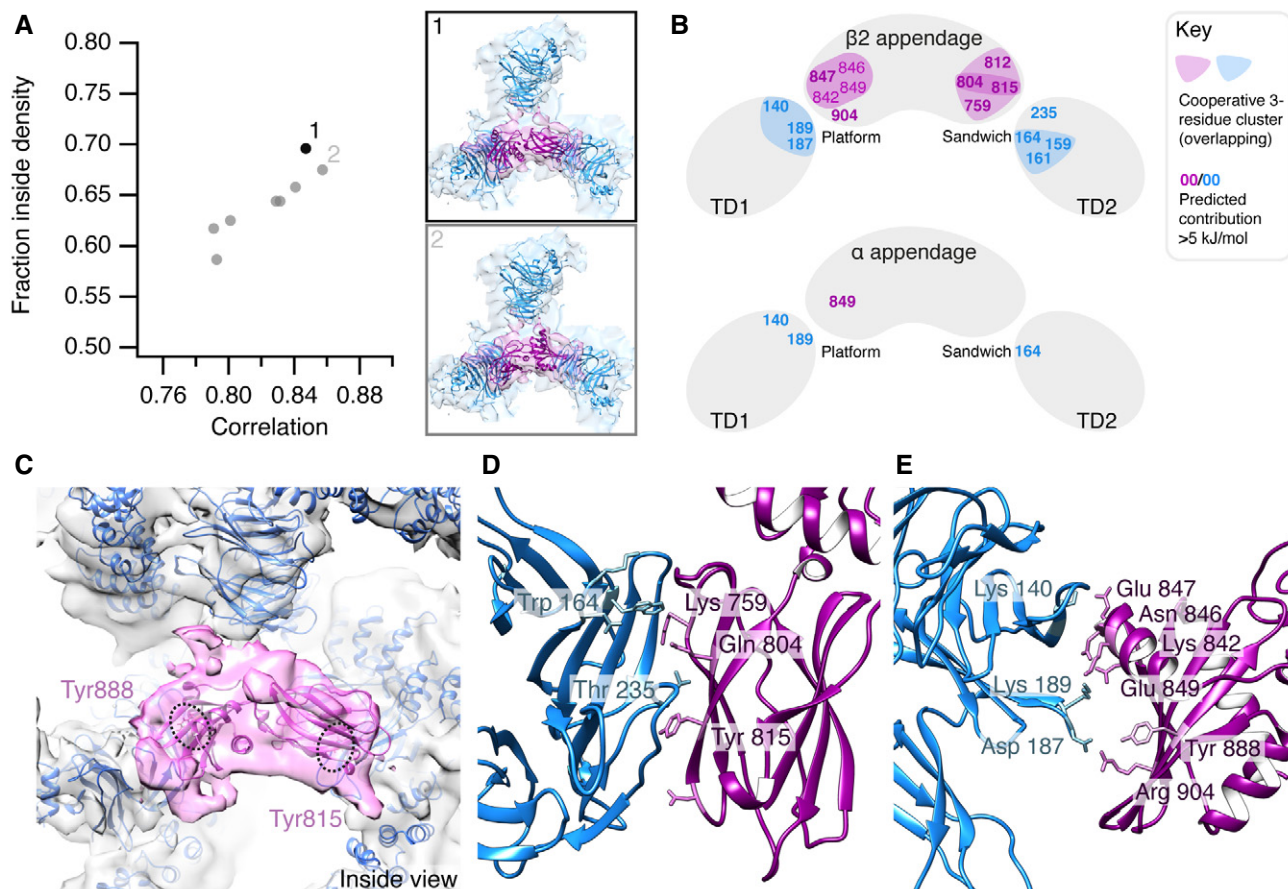 A
Fraction inside density
0.80
0.75
0.70
0.65
0.60
0.55
0.50
0.76
0.80
0.84
0.88
Correlation
1
2
1
2
B
β2 appendage
846
847
849
842
904
812
804
815
759
140
189
187
235
164
159
161
Platform
Sandwich
TD1
TD2
α appendage
849
140
189
164
Platform
Sandwich
TD1
TD2
Key
Cooperative 3-
residue cluster
(overlapping)
00/00
Predicted
contribution
>5 kJ/mol
C
Tyr888
Tyr815
Inside view
D
Trp 164
Lys 759
Gln 804
Thr 235
Tyr 815
E
Lys 140
Glu 847
Asn 846
Lys 842
Lys 189
Glu 849
Asp 187
Tyr 888
Arg 904